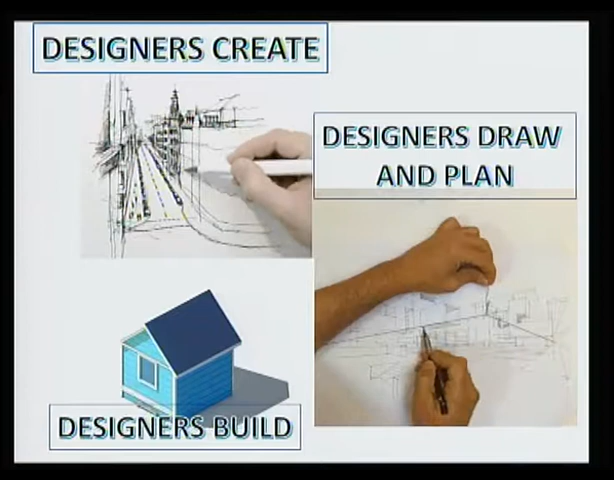 DESIGNERS CREATE
DESIGNERS DRAW
AND PLAN
DESIGNERS BUILD